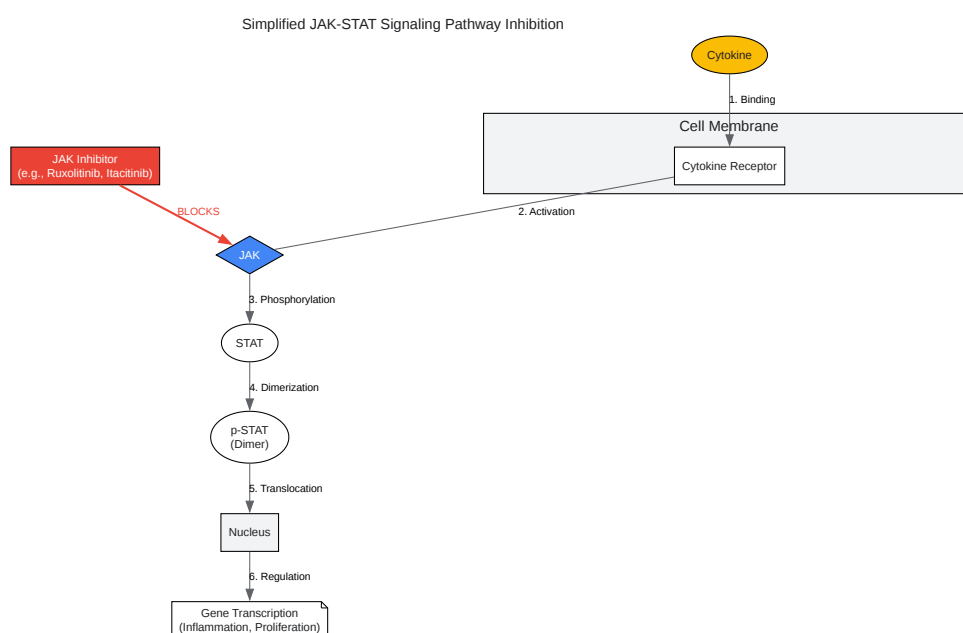 Simplified JAK-STAT Signaling Pathway Inhibition
Cytokine
1. Binding
Cell Membrane
Cytokine Receptor
JAK Inhibitor
(e.g., Ruxolitinib, Itacitinib)
BLOCKS
2. Activation
JAK
3. Phosphorylation
STAT
4. Dimerization
p-STAT
(Dimer)
5. Translocation
Nucleus
6. Regulation
Gene Transcription
(Inflammation, Proliferation)